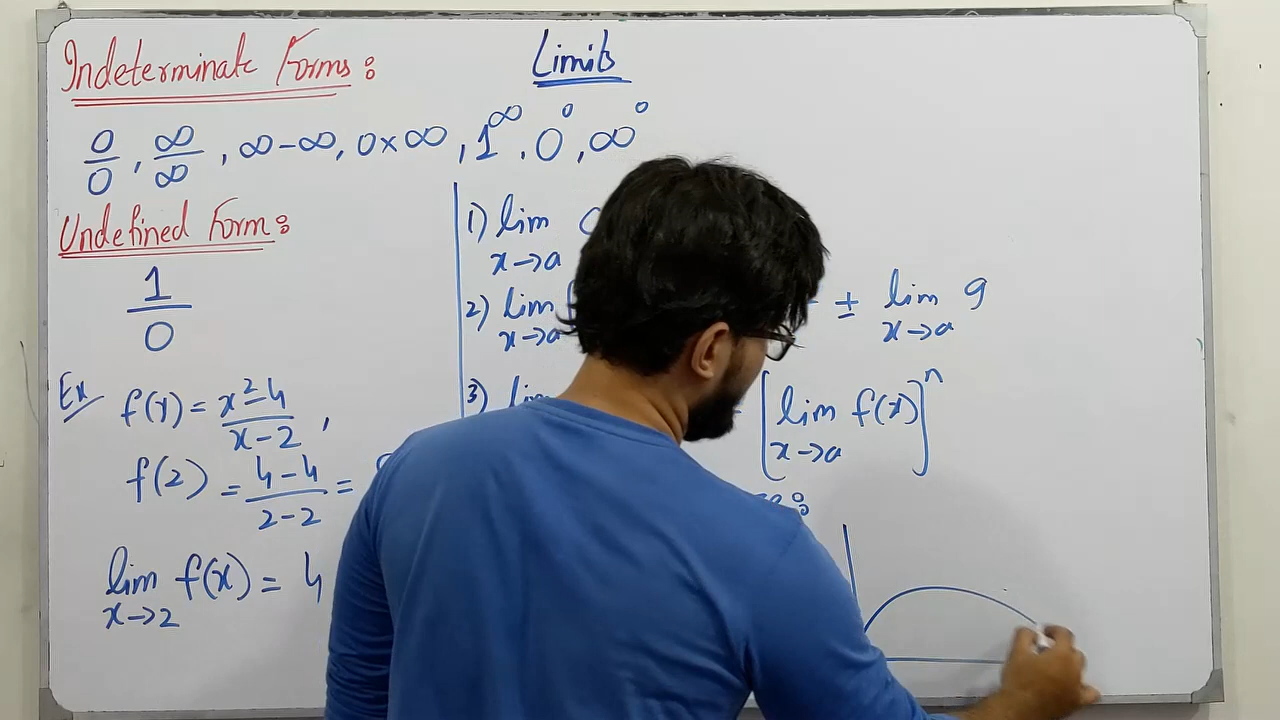 Indeterminate Forms:
Limits
0/0, ∞/∞, ∞-∞, 0×∞, 1^∞, 0^0, ∞^0
Undefined Form:
1/0
Ex f(x) = x²-4/x-2,
f(2) = 4-4/2-2 =
lim x→2 f(x) = 4
1) lim x→a
2) lim x→a ± lim x→a g
3) lim [lim x→a f(x)]^n